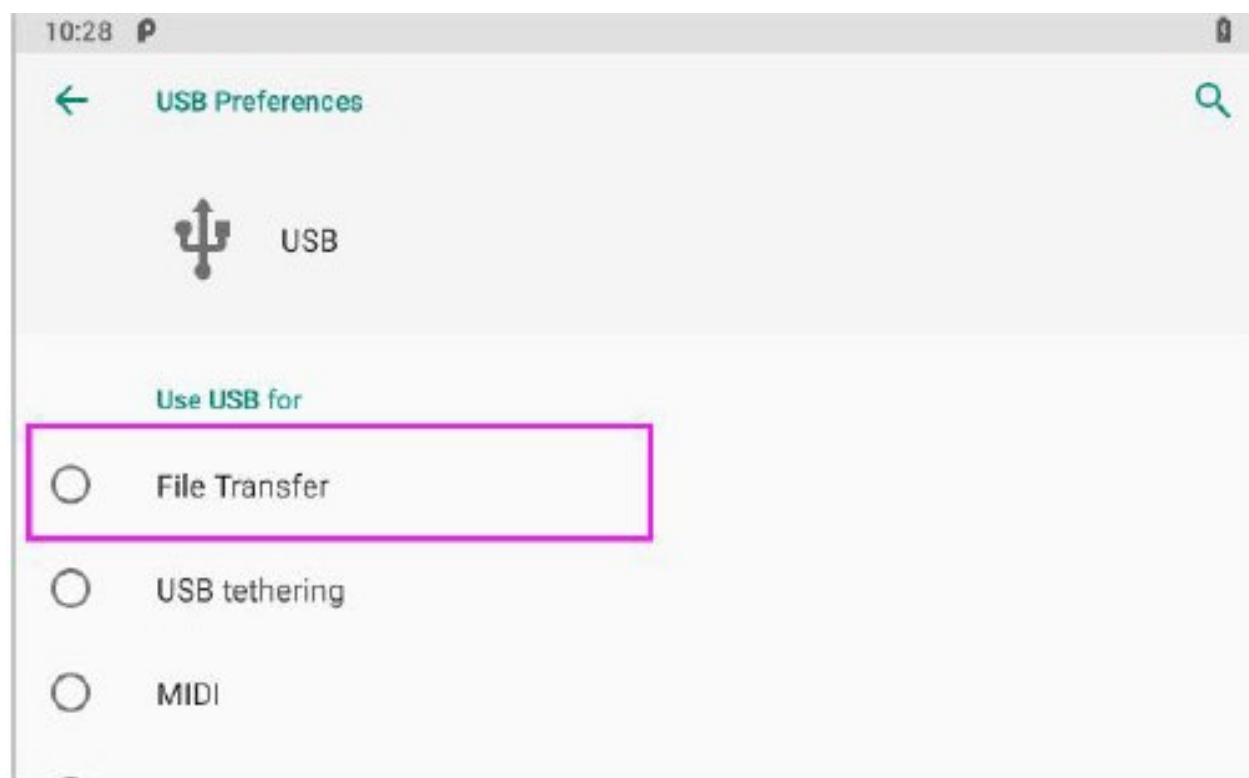 10:28
USB Preferences
USB
Use USB for
File Transfer
USB tethering
MIDI